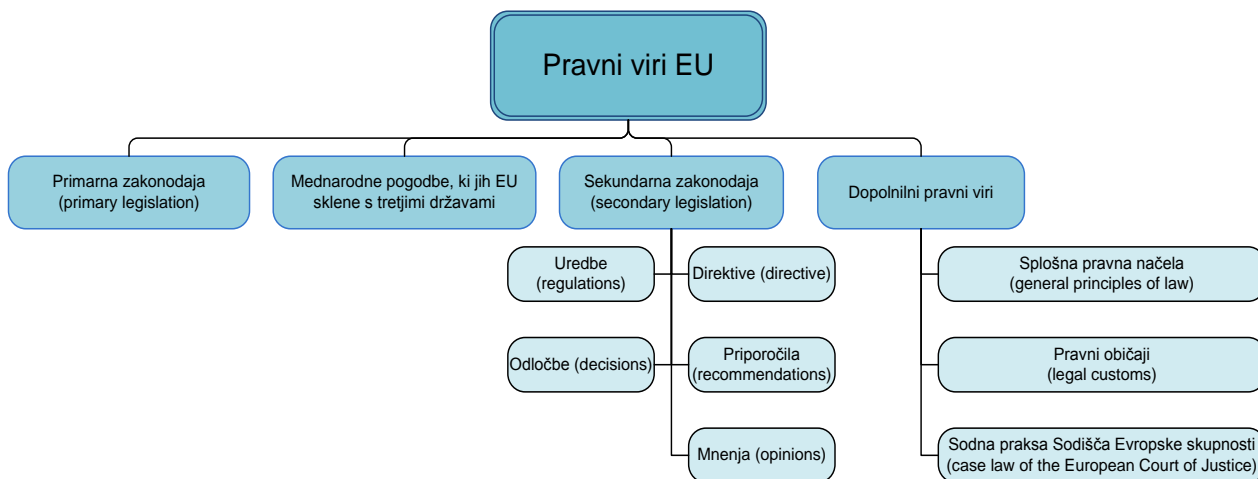 Pravni viri EU
Primarna zakonodaja
(primary legislation)
Mednarodne pogodbe, ki jih EU
sklene s tretjimi državami
Sekundarna zakonodaja
(secondary legislation)
Dopolnilni pravni viri
Uredbe
(regulations)
Direktive (directive)
Odločbe (decisions)
Priporočila
(recommendations)
Mnenja (opinions)
Splošna pravna načela
(general principles of law)
Pravni običaji
(legal customs)
Sodna praksa Sodišča Evropske skupnosti
(case law of the European Court of Justice)